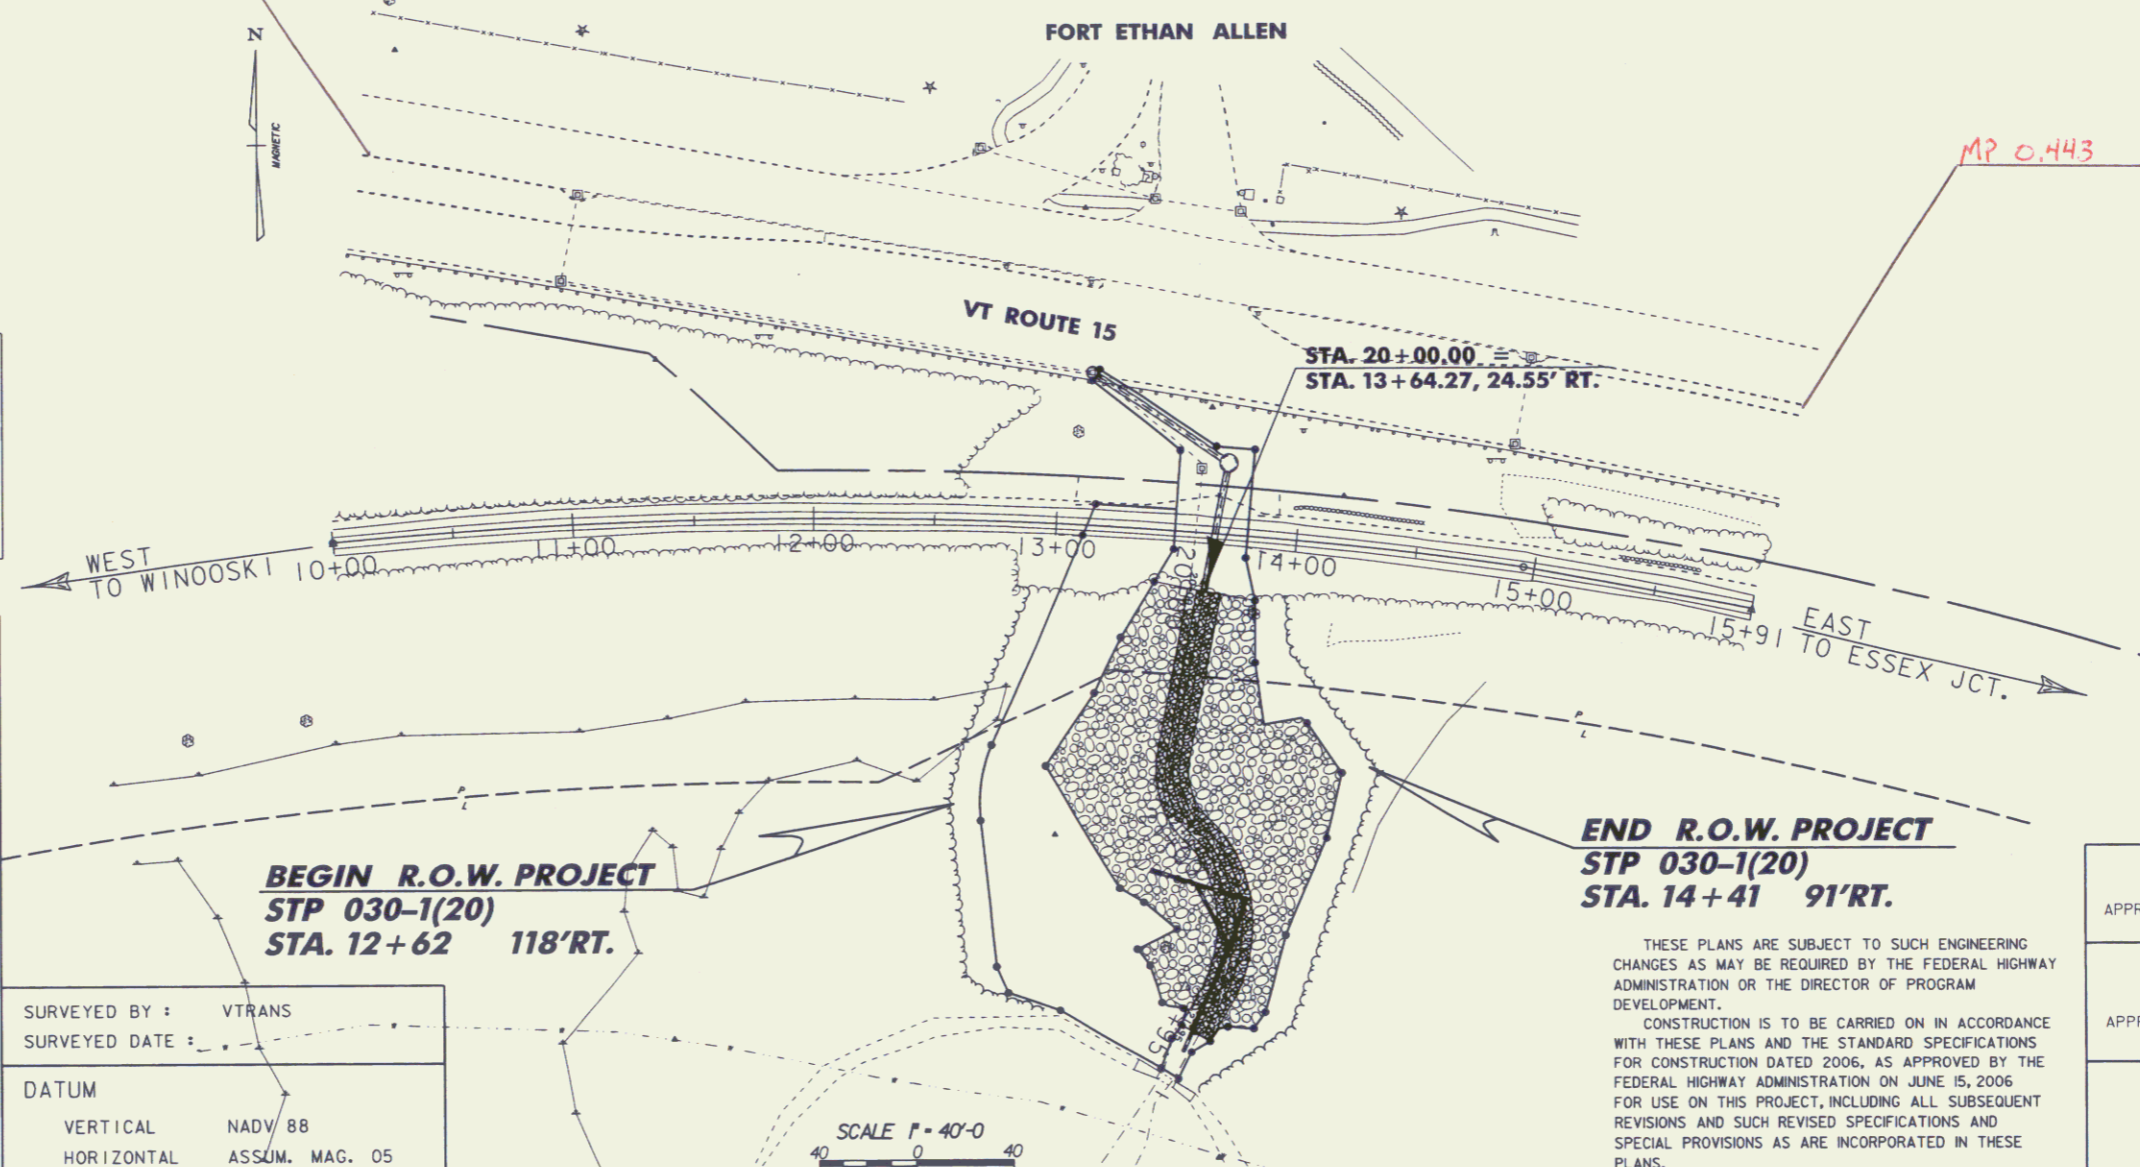 FORT ETHAN ALLEN
N
MAGNETIC
MP 0.443
VT ROUTE 15
STA. 20+00.00 =
STA. 13+64.27, 24.55' RT.
WEST
TO WINOOSKI
10+00
11+00
12+00
13+00
14+00
15+00
15+91
EAST
TO ESSEX JCT.
P
L
P
L
BEGIN R.O.W. PROJECT
STP 030-1(20)
STA. 12+62 118'RT.
END R.O.W. PROJECT
STP 030-1(20)
STA. 14+41 91'RT.
THESE PLANS ARE SUBJECT TO SUCH ENGINEERING
CHANGES AS MAY BE REQUIRED BY THE FEDERAL HIGHWAY
ADMINISTRATION OR THE DIRECTOR OF PROGRAM
DEVELOPMENT.
CONSTRUCTION IS TO BE CARRIED ON IN ACCORDANCE
WITH THESE PLANS AND THE STANDARD SPECIFICATIONS
FOR CONSTRUCTION DATED 2006, AS APPROVED BY THE
FEDERAL HIGHWAY ADMINISTRATION ON JUNE 15, 2006
FOR USE ON THIS PROJECT, INCLUDING ALL SUBSEQUENT
REVISIONS AND SUCH REVISED SPECIFICATIONS AND
SPECIAL PROVISIONS AS ARE INCORPORATED IN THESE
PLANS.
APPR
APPR
SURVEYED BY : VTRANS
SURVEYED DATE :
DATUM
VERTICAL NADV 88
HORIZONTAL ASSUM. MAG. 05
+95
SCALE 1" = 40'-0
40 0 40